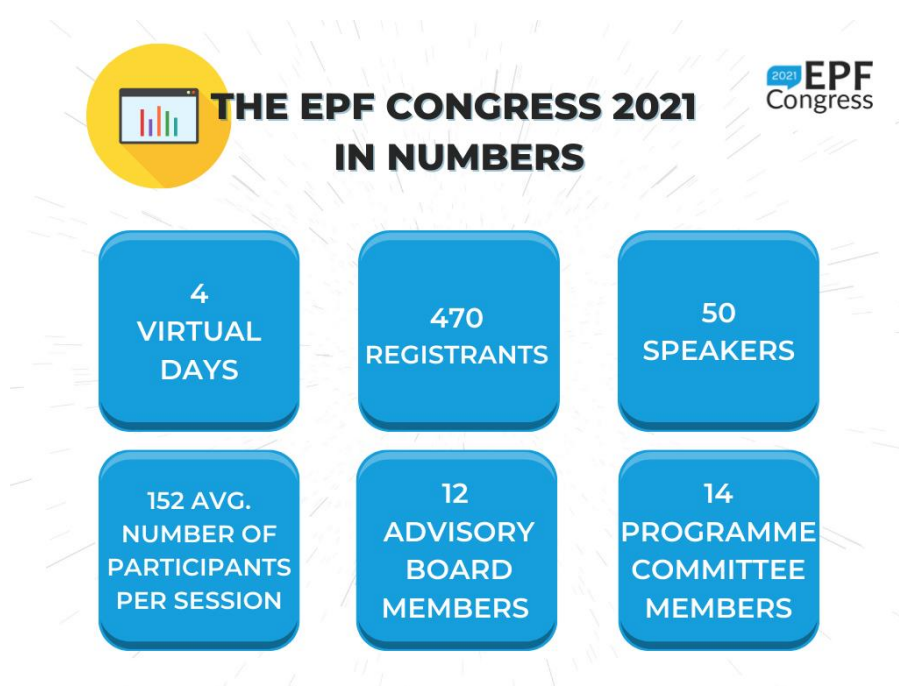 THE EPF CONGRESS 2021
IN NUMBERS
2021 EPF
Congress
4
VIRTUAL
DAYS
470
REGISTRANTS
50
SPEAKERS
152 AVG.
NUMBER OF
PARTICIPANTS
PER SESSION
12
ADVISORY
BOARD
MEMBERS
14
PROGRAMME
COMMITTEE
MEMBERS